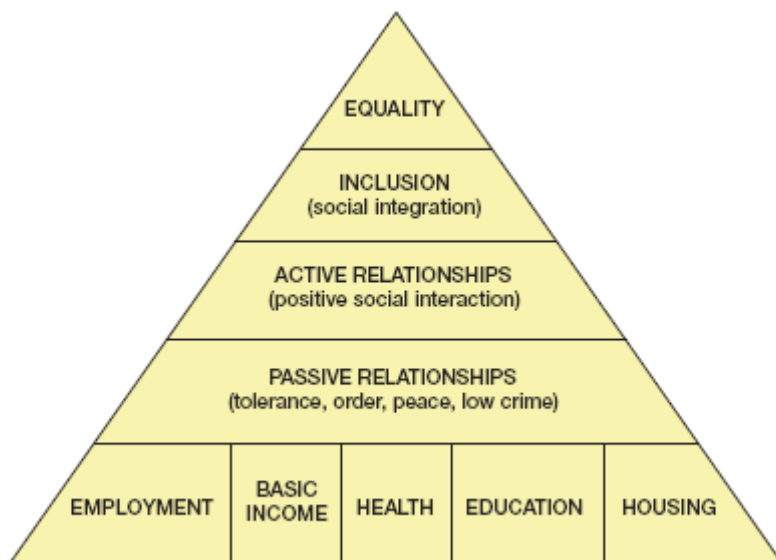 EQUALITY
INCLUSION
(social integration)
ACTIVE RELATIONSHIPS
(positive social interaction)
PASSIVE RELATIONSHIPS
(tolerance, order, peace, low crime)
EMPLOYMENT
BASIC
INCOME
HEALTH
EDUCATION
HOUSING